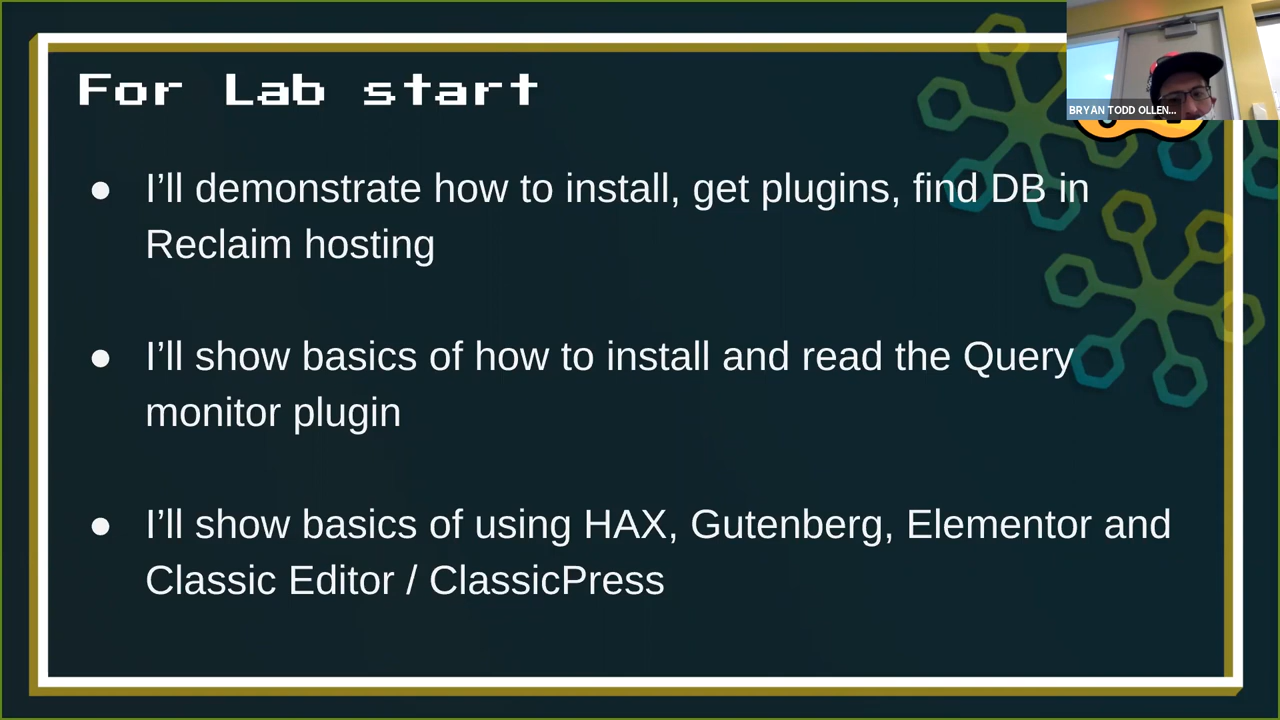 For Lab start
BRYAN TODD OLLEN...
● I’ll demonstrate how to install, get plugins, find DB in
Reclaim hosting
● I’ll show basics of how to install and read the Query
monitor plugin
● I’ll show basics of using HAX, Gutenberg, Elementor and
Classic Editor / ClassicPress